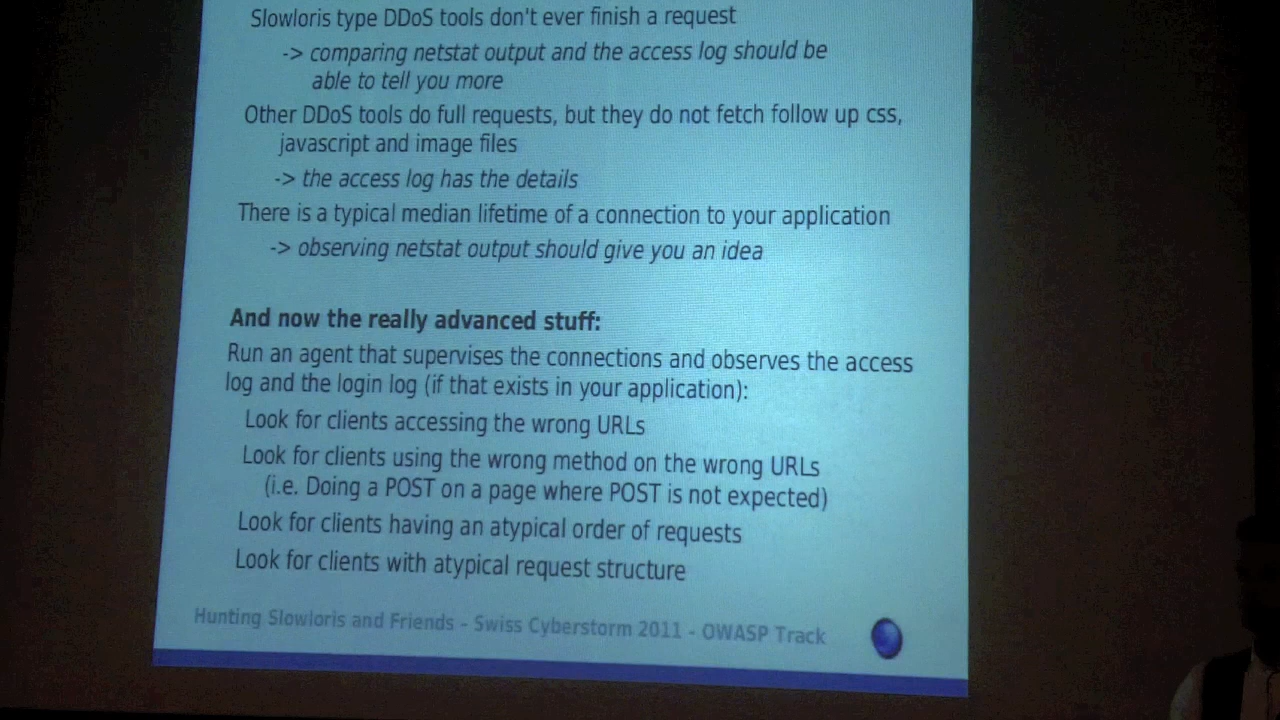 Slowloris type DDoS tools don't ever finish a request
-> comparing netstat output and the access log should be
able to tell you more
Other DDoS tools do full requests, but they do not fetch follow up css,
javascript and image files
-> the access log has the details
There is a typical median lifetime of a connection to your application
-> observing netstat output should give you an idea
And now the really advanced stuff:
Run an agent that supervises the connections and observes the access
log and the login log (if that exists in your application):
Look for clients accessing the wrong URLs
Look for clients using the wrong method on the wrong URLs
(i.e. Doing a POST on a page where POST is not expected)
Look for clients having an atypical order of requests
Look for clients with atypical request structure
Hunting Slowloris and Friends - Swiss Cyberstorm 2011 - OWASP Track